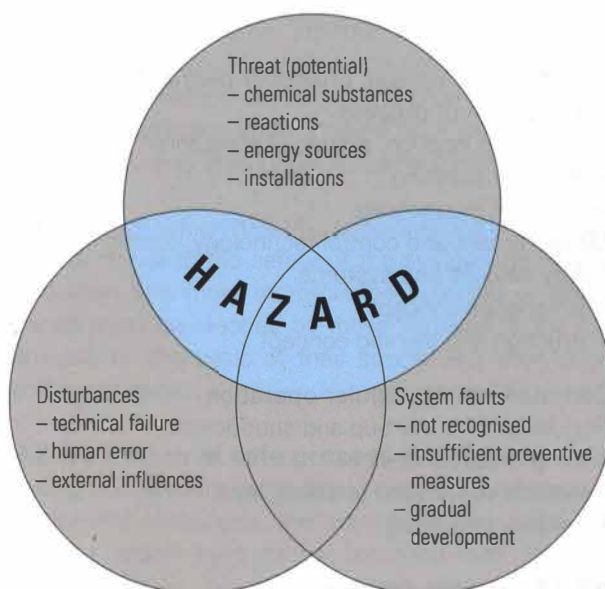 Threat (potential)
– chemical substances
– reactions
– energy sources
– installations
HAZARD
Disturbances
– technical failure
– human error
– external influences
System faults
– not recognised
– insufficient preventive
measures
– gradual
development